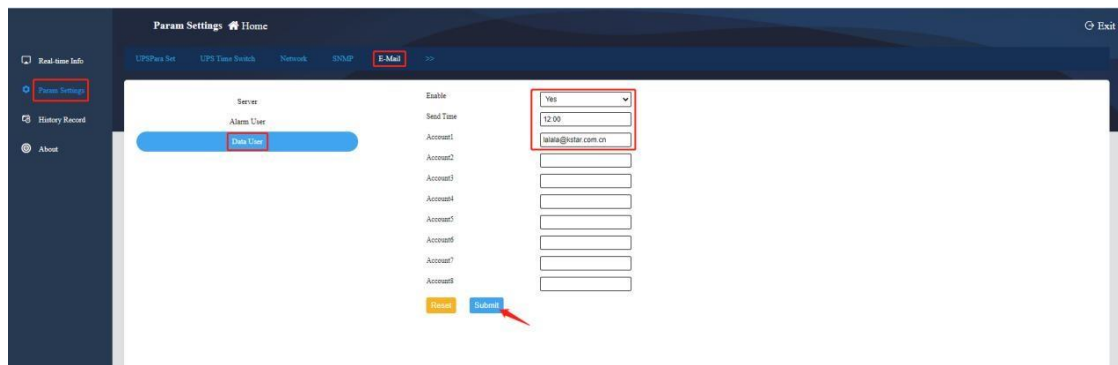 Param Settings Home
Exit
Real-time Info
Param Settings
History Record
About
UPSPara Set UPS Time Switch Network SNMP E-Mail >>
Server
Alarm User
Data User
Enable Yes
Send Time 12:00
Account1 lalala@kstar.com.cn
Account2
Account3
Account4
Account5
Account6
Account7
Account8
Reset Submit